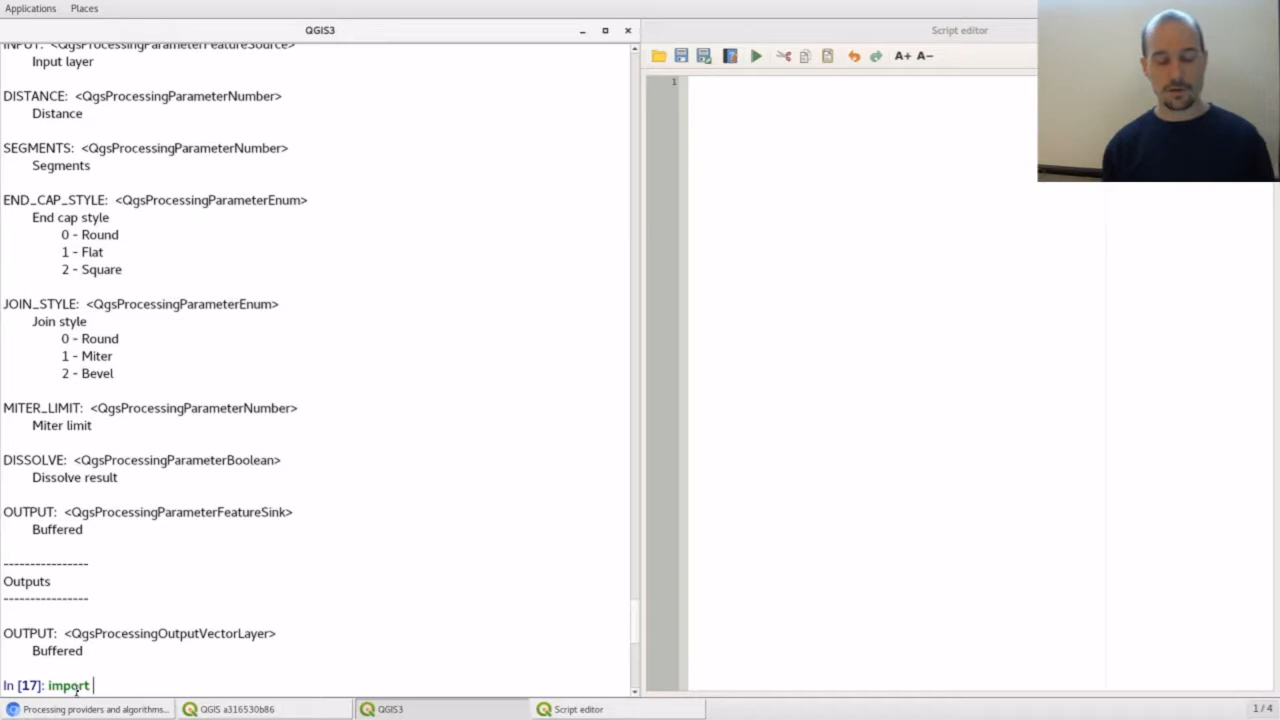 Applications Places
QGIS3
Script editor
INPUT: <QgsProcessingParameterFeatureSource>
Input layer
A+ A-
1
DISTANCE: <QgsProcessingParameterNumber>
Distance
SEGMENTS: <QgsProcessingParameterNumber>
Segments
END_CAP_STYLE: <QgsProcessingParameterEnum>
End cap style
0 - Round
1 - Flat
2 - Square
JOIN_STYLE: <QgsProcessingParameterEnum>
Join style
0 - Round
1 - Miter
2 - Bevel
MITER_LIMIT: <QgsProcessingParameterNumber>
Miter limit
DISSOLVE: <QgsProcessingParameterBoolean>
Dissolve result
OUTPUT: <QgsProcessingParameterFeatureSink>
Buffered
----------------
Outputs
----------------
OUTPUT: <QgsProcessingOutputVectorLayer>
Buffered
In [17]: import
Processing providers and algorithms... QGIS a316530b86 QGIS3 Script editor 1 / 4